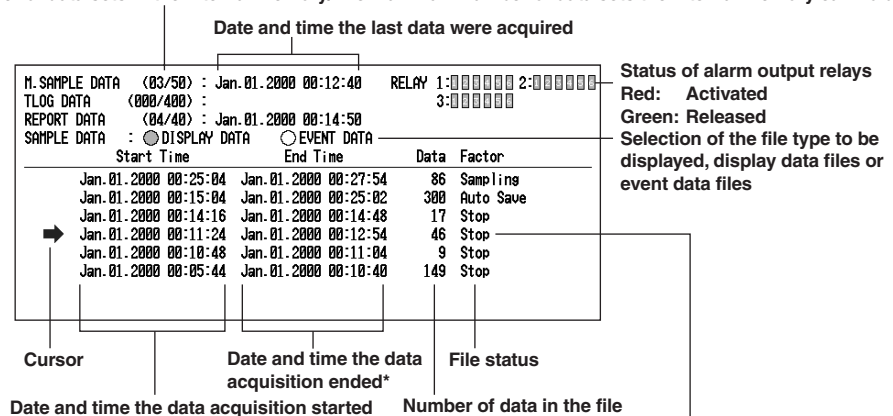 Date and time the last data were acquired
M.SAMPLE DATA (03/50) : Jan.01.2000 00:12:40 RELAY 1: 2:
TLOG DATA (000/400) : 3:
REPORT DATA (04/40) : Jan.01.2000 00:14:50
SAMPLE DATA : DISPLAY DATA EVENT DATA
Start Time End Time Data Factor
Jan.01.2000 00:25:04 Jan.01.2000 00:27:54 86 Sampling
Jan.01.2000 00:15:04 Jan.01.2000 00:25:02 300 Auto Save
Jan.01.2000 00:14:16 Jan.01.2000 00:14:48 17 Stop
Jan.01.2000 00:11:24 Jan.01.2000 00:12:54 46 Stop
Jan.01.2000 00:10:48 Jan.01.2000 00:11:04 9 Stop
Jan.01.2000 00:05:44 Jan.01.2000 00:10:40 149 Stop
Status of alarm output relays
Red: Activated
Green: Released
Selection of the file type to be
displayed, display data files or
event data files
Cursor
Date and time the data
acquisition ended*
File status
Date and time the data acquisition started
Number of data in the file